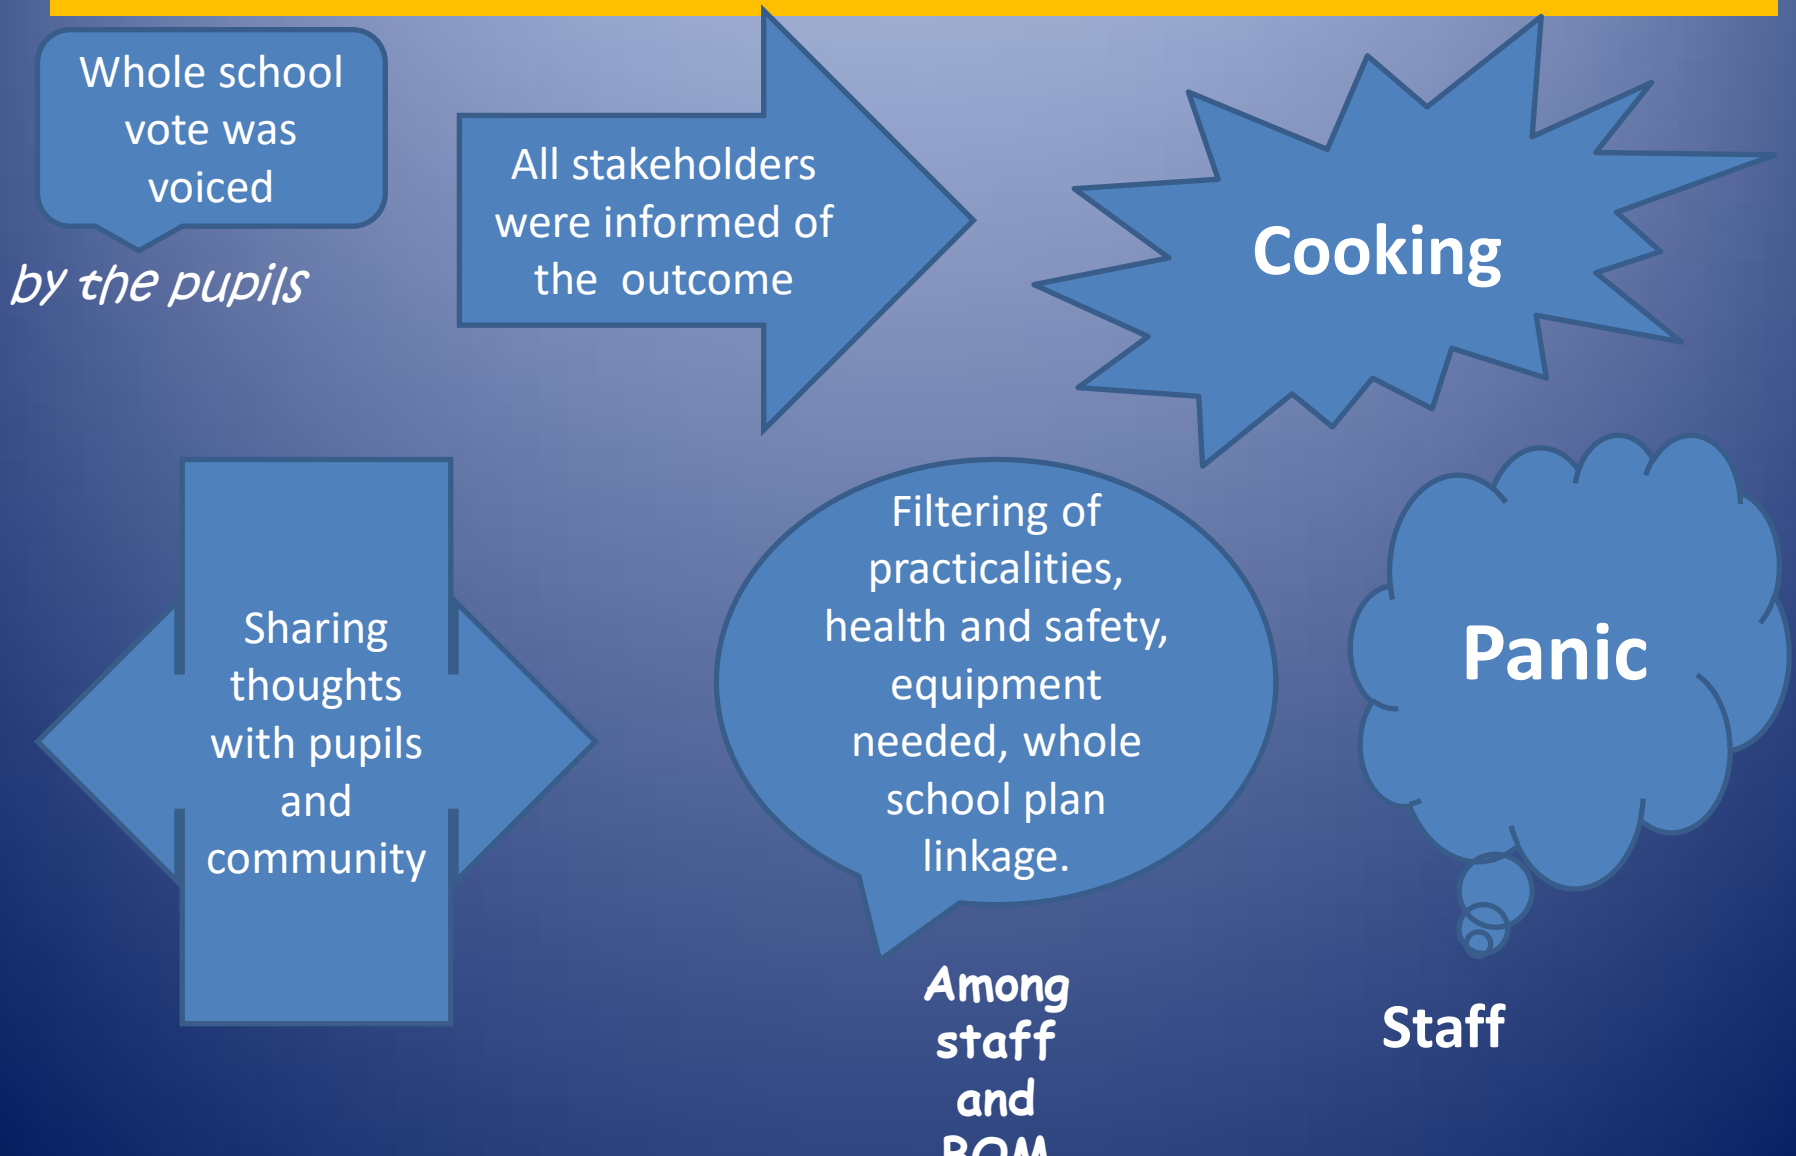 Whole school
vote was
voiced
by the pupils
All stakeholders
were informed of
the outcome
Cooking
Sharing
thoughts
with pupils
and
community
Filtering of
practicalities,
health and safety,
equipment
needed, whole
school plan
linkage.
Among
staff
and
BOM
Panic
Staff